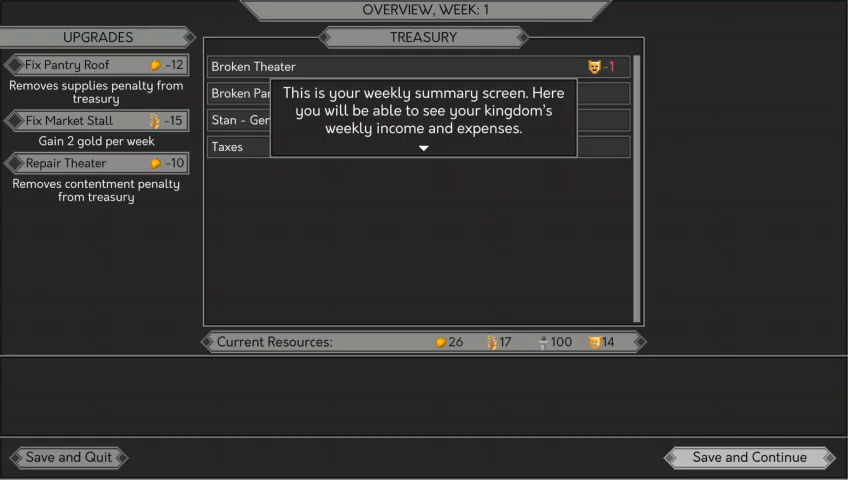 OVERVIEW, WEEK: 1
UPGRADES
Fix Pantry Roof -12
Removes supplies penalty from
treasury
Fix Market Stall -15
Gain 2 gold per week
Repair Theater -10
Removes contentment penalty
from treasury
TREASURY
Broken Theater -1
Broken Par
Stan - Ger
Taxes
This is your weekly summary screen. Here
you will be able to see your kingdom's
weekly income and expenses.
Current Resources: 26 17 100 14
Save and Quit
Save and Continue